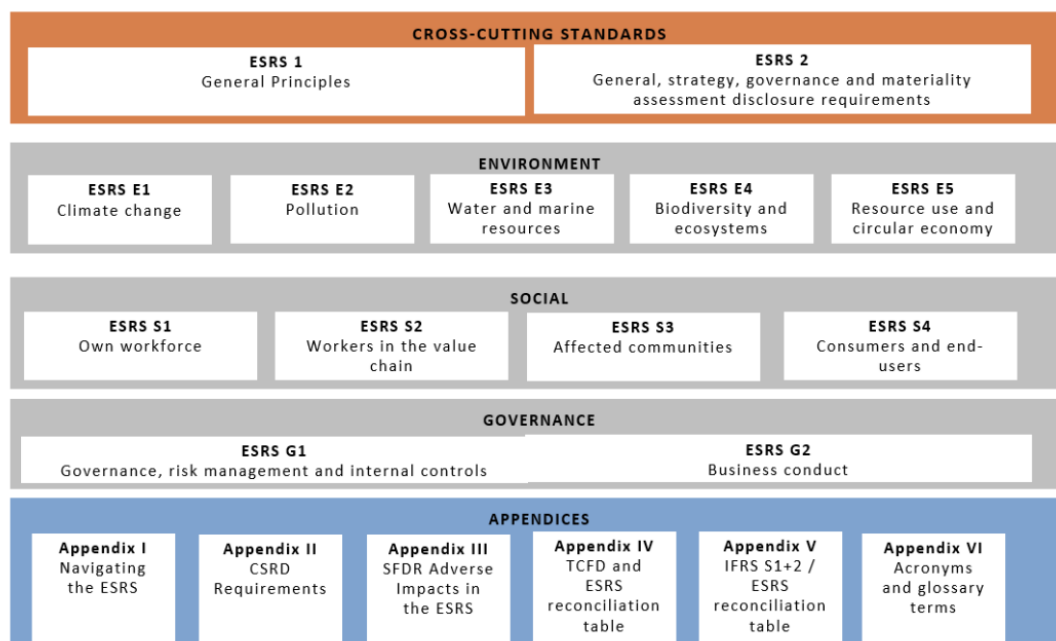 CROSS-CUTTING STANDARDS
ESRS 1
General Principles
ESRS 2
General, strategy, governance and materiality
assessment disclosure requirements
ENVIRONMENT
ESRS E1
Climate change
ESRS E2
Pollution
ESRS E3
Water and marine
resources
ESRS E4
Biodiversity and
ecosystems
ESRS E5
Resource use and
circular economy
SOCIAL
ESRS S1
Own workforce
ESRS S2
Workers in the value
chain
ESRS S3
Affected communities
ESRS S4
Consumers and end-
users
GOVERNANCE
ESRS G1
Governance, risk management and internal controls
ESRS G2
Business conduct
APPENDICES
Appendix I
Navigating
the ESRS
Appendix II
CSRD
Requirements
Appendix III
SFDR Adverse
Impacts in
the ESRS
Appendix IV
TCFD and
ESRS
reconciliation
table
Appendix V
IFRS S1+2 /
ESRS
reconciliation
table
Appendix VI
Acronyms
and glossary
terms